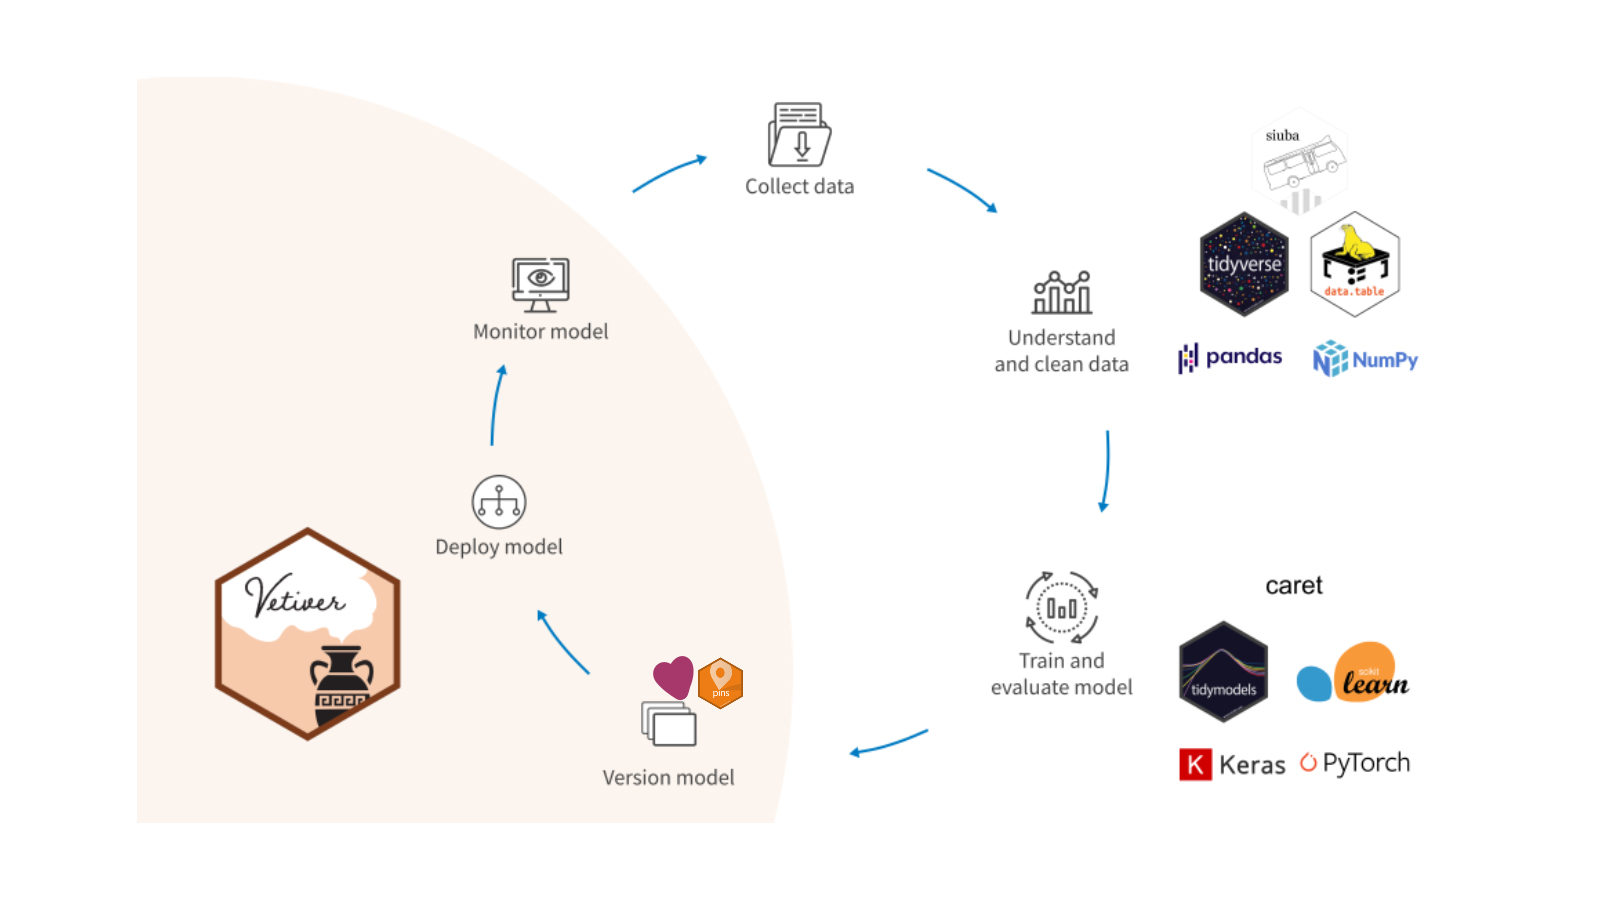 Collect data
siuba
tidyverse
data.table
Understand
and clean data
pandas
NumPy
Monitor model
Deploy model
Vetiver
caret
Train and
evaluate model
tidymodels
scikit
learn
pins
Version model
K Keras
PyTorch